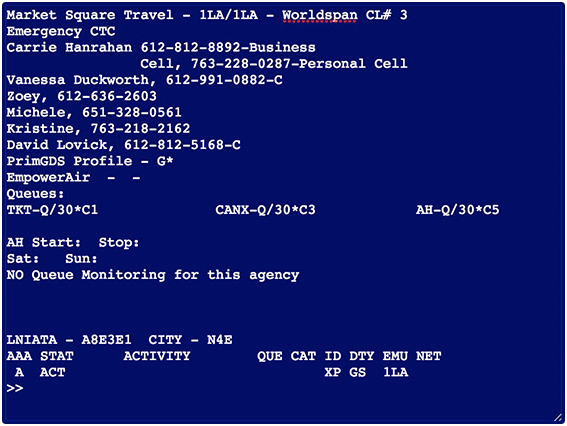 Market Square Travel - 1LA/1LA - Worldspan CL# 3
Emergency CTC
Carrie Hanrahan 612-812-8892-Business
Cell, 763-228-0287-Personal Cell
Vanessa Duckworth, 612-991-0882-C
Zoey, 612-636-2603
Michele, 651-328-0561
Kristine, 763-218-2162
David Lovick, 612-812-5168-C
PrimGDS Profile - G*
EmpowerAir - -
Queues:
TKT-Q/30*C1 CANX-Q/30*C3 AH-Q/30*C5
AH Start: Stop:
Sat: Sun:
NO Queue Monitoring for this agency
LNIATA - A8E3E1 CITY - N4E
AAA STAT ACTIVITY QUE CAT ID DTY EMU NET
A ACT XP GS 1LA
>>